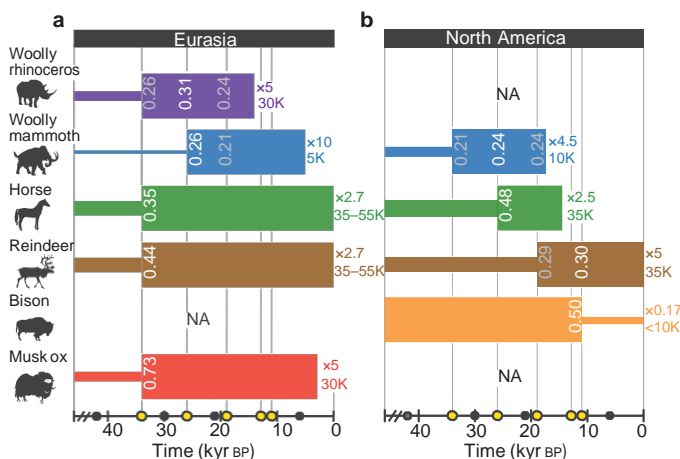 a
b
Eurasia
North America
Woolly
rhinoceros
0.26
0.31
0.24
×5
30K
NA
Woolly
mammoth
0.26
0.21
×10
5K
0.21
0.24
0.24
×4.5
10K
Horse
0.35
×2.7
35–55K
0.48
×2.5
35K
Reindeer
0.44
×2.7
35–55K
0.29
0.30
×5
35K
Bison
NA
0.50
×0.17
<10K
Musk ox
0.73
×5
30K
NA
40 30 20 10 0
40 30 20 10 0
Time (kyr BP)
Time (kyr BP)